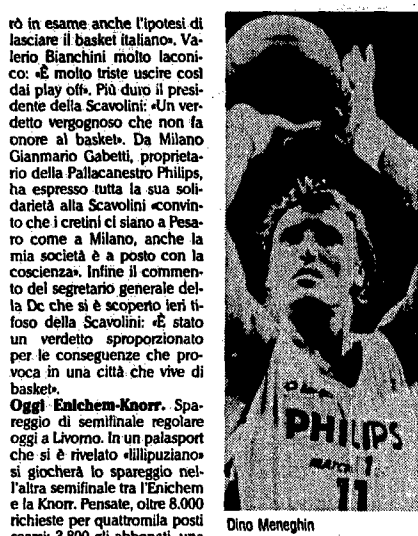 rò in esame anche l'ipotesi di
lasciare il basket italiano». Va-
lerio Bianchini molto laconi-
co: «È molto triste uscire così
dai play off». Più duro il presi-
dente della Scavolini: «Un ver-
detto vergognoso che non fa
onore al basket». Da Milano
Gianmario Gabetti, proprieta-
rio della Pallacanestro Philips,
ha espresso tutta la sua soli-
darietà alla Scavolini «convin-
to che i cretini ci siano a Pesa-
ro come a Milano, anche la
mia società è a posto con la
coscienza». Infine il commen-
to del segretario generale del-
la Dc che si è scoperto ieri ti-
foso della Scavolini: «È stato
un verdetto sproporzionato
per le conseguenze che pro-
voca in una città che vive di
basket».
Oggi Enichem-Knorr. Spa-
reggio di semifinale regolare
oggi a Livorno. In un palasport
che si è rivelato «lillipuziano»
si giocherà lo spareggio nel-
l'altra semifinale tra l'Enichem
e la Knorr. Pensate, oltre 8.000
richieste per quattromila posti
3.800 gli abbonati,
PHILIPS
11
Dino Meneghin